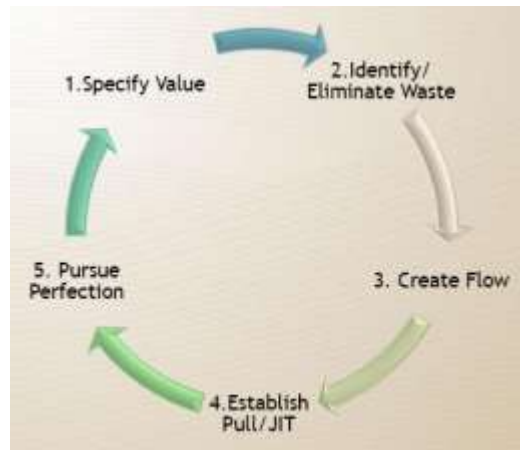 1.Specify Value
2.Identify/
Eliminate Waste
3. Create Flow
4.Establish
Pull/JIT
5. Pursue
Perfection